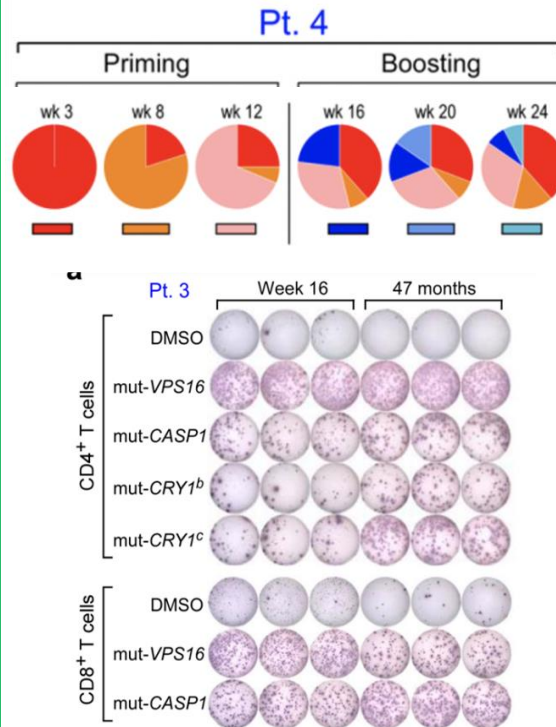 Pt. 4
Priming Boosting
wk 3 wk 8 wk 12 wk 16 wk 20 wk 24
a
Pt. 3 Week 16 47 months
CD4+ T cells
DMSO
mut-VPS16
mut-CASP1
mut-CRY1b
mut-CRY1c
CD8+ T cells
DMSO
mut-VPS16
mut-CASP1